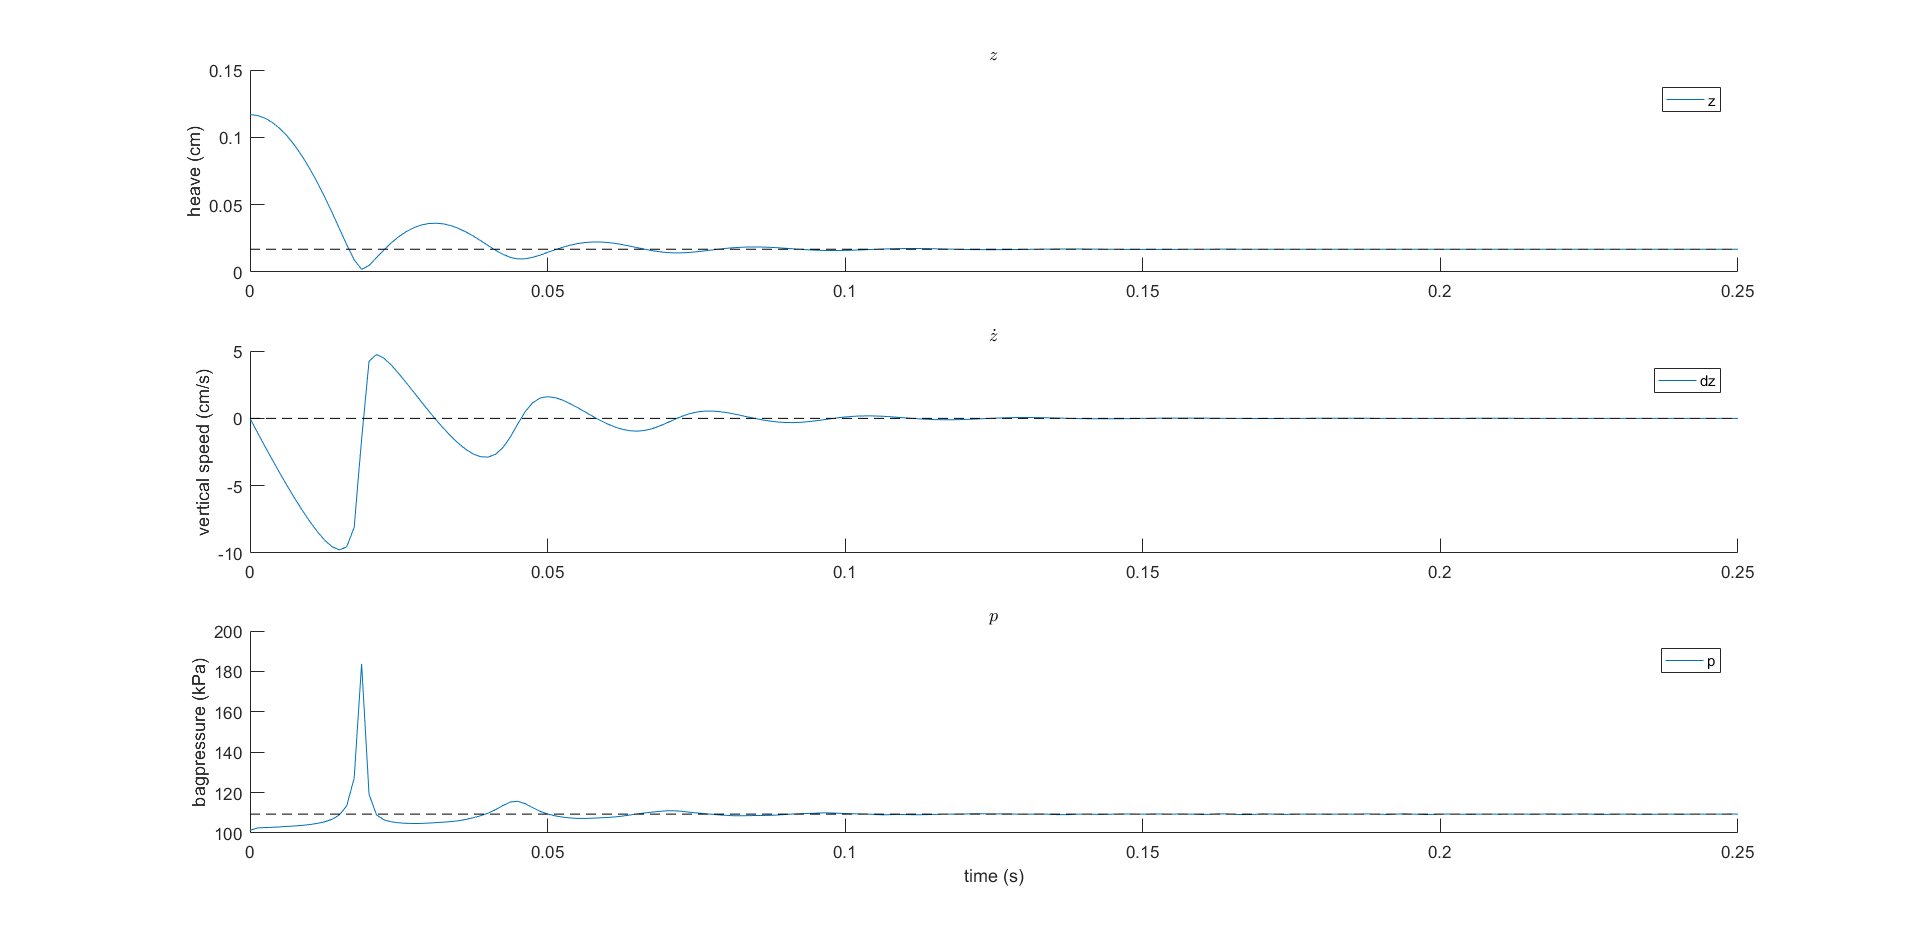 z
0.15
0.1
0.05
0
heave (cm)
z
0 0.05 0.1 0.15 0.2 0.25
ż
5
0
-5
-10
vertical speed (cm/s)
dz
0 0.05 0.1 0.15 0.2 0.25
p
200
180
160
140
120
100
bagpressure (kPa)
p
0 0.05 0.1 0.15 0.2 0.25
time (s)